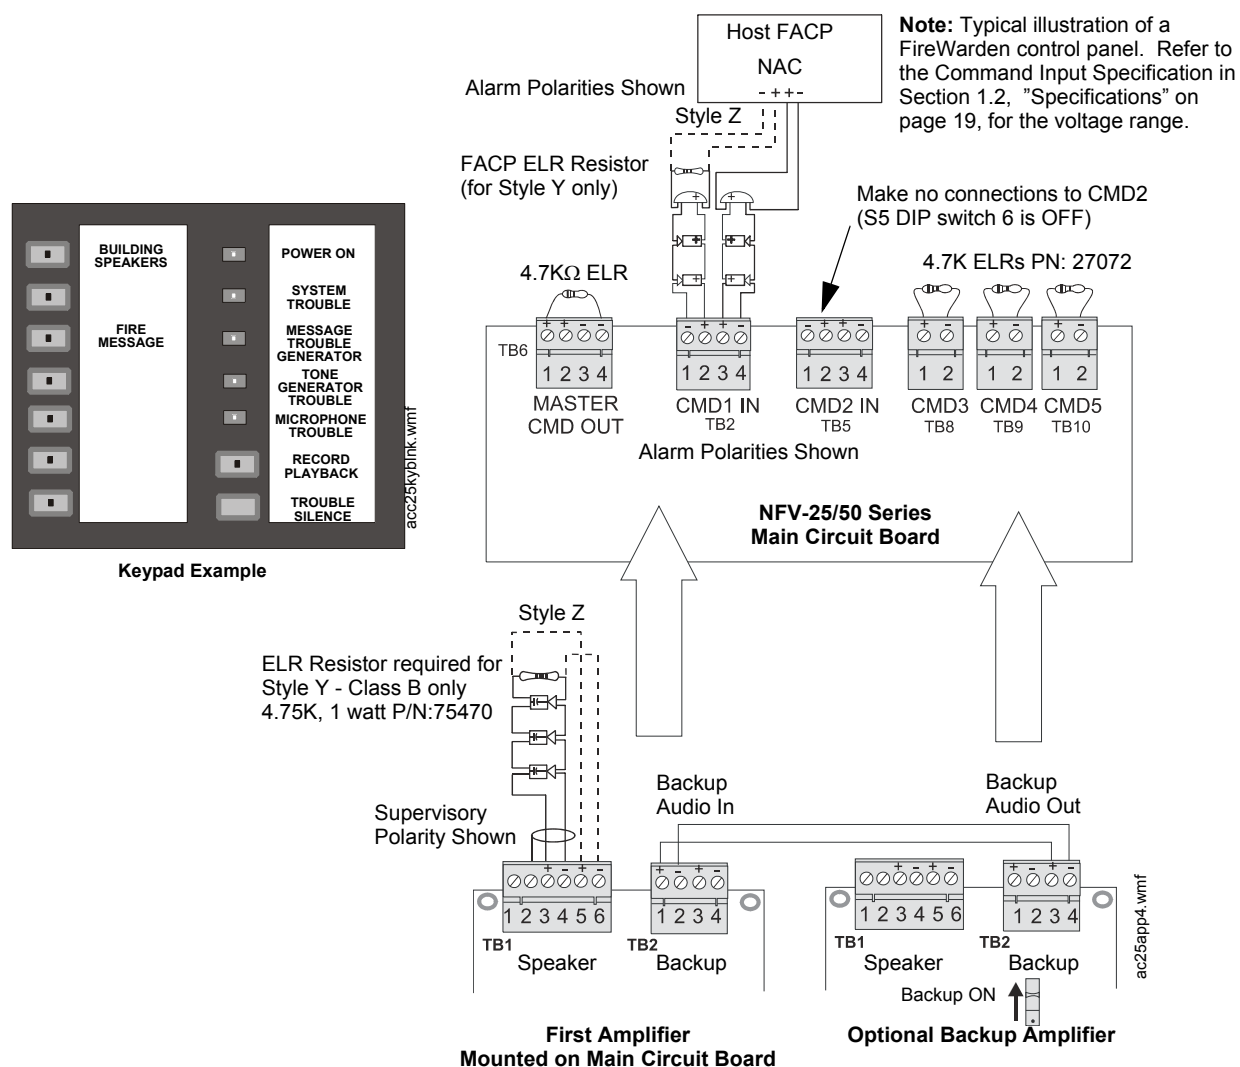 Host FACP
NAC
- + + -
Alarm Polarities Shown
Style Z
Note: Typical illustration of a
FireWarden control panel. Refer to
the Command Input Specification in
Section 1.2, ”Specifications” on
page 19, for the voltage range.
FACP ELR Resistor
(for Style Y only)
Make no connections to CMD2
(S5 DIP switch 6 is OFF)
4.7KΩ ELR
4.7K ELRs PN: 27072
BUILDING
SPEAKERS
FIRE
MESSAGE
POWER ON
SYSTEM
TROUBLE
MESSAGE
TROUBLE
GENERATOR
TONE
GENERATOR
TROUBLE
MICROPHONE
TROUBLE
RECORD
PLAYBACK
TROUBLE
SILENCE
acc25kyblnk.wmf
Keypad Example
TB6
+ + - -
1 2 3 4
MASTER
CMD OUT
- + + -
1 2 3 4
CMD1 IN
TB2
- + + -
1 2 3 4
CMD2 IN
TB5
+ -
1 2
CMD3
TB8
+ -
1 2
CMD4
TB9
+ -
1 2
CMD5
TB10
Alarm Polarities Shown
NFV-25/50 Series
Main Circuit Board
Style Z
ELR Resistor required for
Style Y - Class B only
4.75K, 1 watt P/N:75470
Supervisory
Polarity Shown
Backup
Audio In
Backup
Audio Out
+ - + -
1 2 3 4 5 6
TB1
Speaker
+ - + -
1 2 3 4
TB2
Backup
+ - + -
1 2 3 4 5 6
TB1
Speaker
+ - + -
1 2 3 4
TB2
Backup
Backup ON
ac25app4.wmf
First Amplifier
Mounted on Main Circuit Board
Optional Backup Amplifier